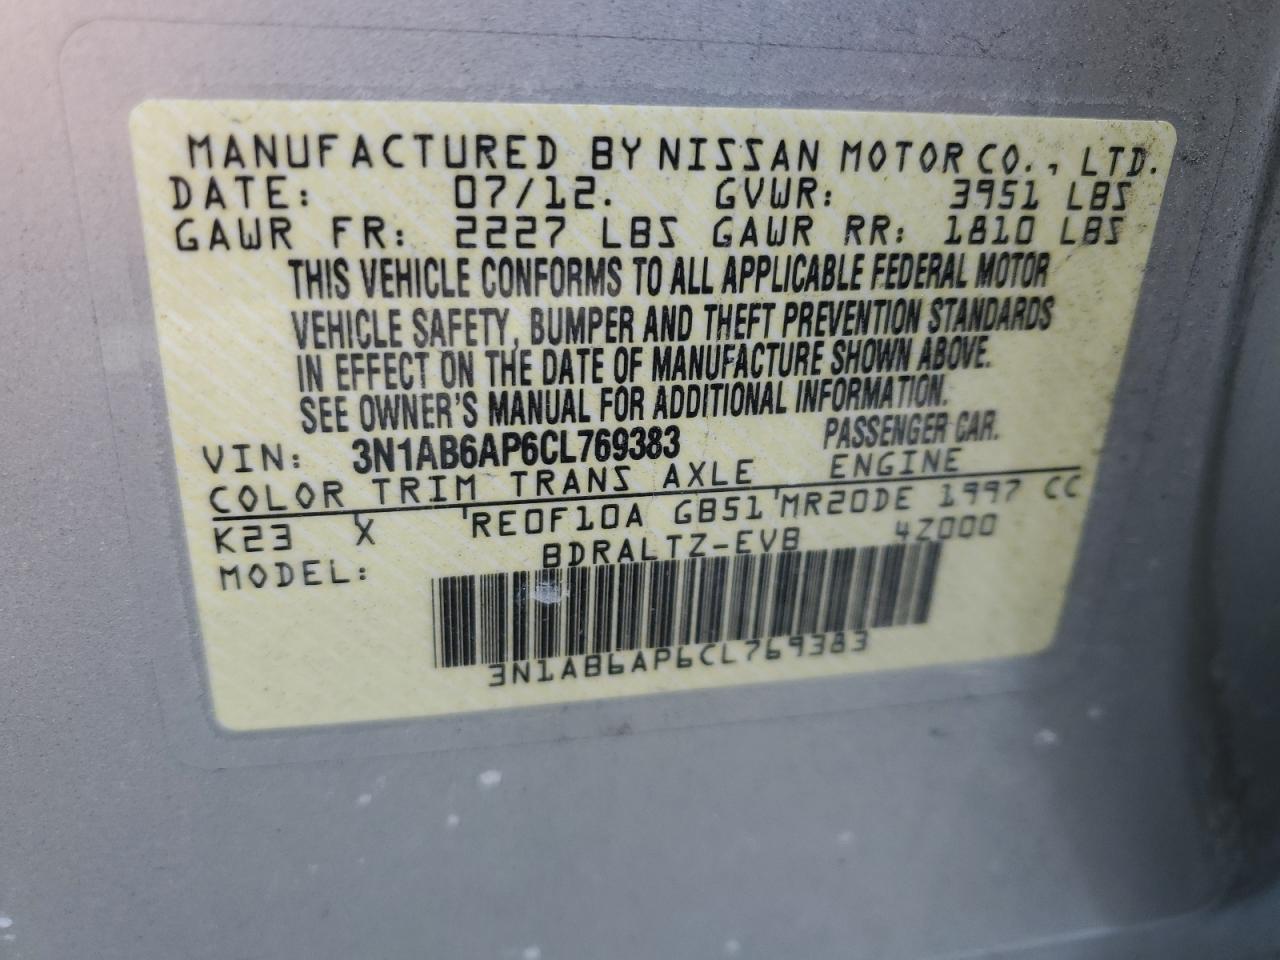 MANUFACTURED BY NISSAN MOTOR CO., LTD.
DATE: 07/12. GVWR: 3951 LBS
GAWR FR: 2227 LBS GAWR RR: 1810 LBS
THIS VEHICLE CONFORMS TO ALL APPLICABLE FEDERAL MOTOR
VEHICLE SAFETY, BUMPER AND THEFT PREVENTION STANDARDS
IN EFFECT ON THE DATE OF MANUFACTURE SHOWN ABOVE.
SEE OWNER'S MANUAL FOR ADDITIONAL INFORMATION.
VIN: 3N1AB6AP6CL769383 PASSENGER CAR.
COLOR TRIM TRANS AXLE ENGINE
K23 X RE0F10A GB51 MR20DE 1997 CC
MODEL: BDRALTZ-EVB 4Z000
3N1AB6AP6CL769383